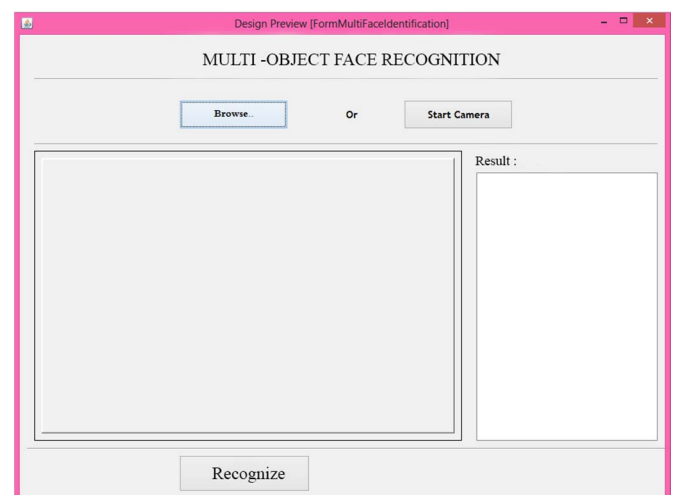 Design Preview [FormMultiFaceIdentification]
MULTI -OBJECT FACE RECOGNITION
Browse.. Or Start Camera
Result :
Recognize